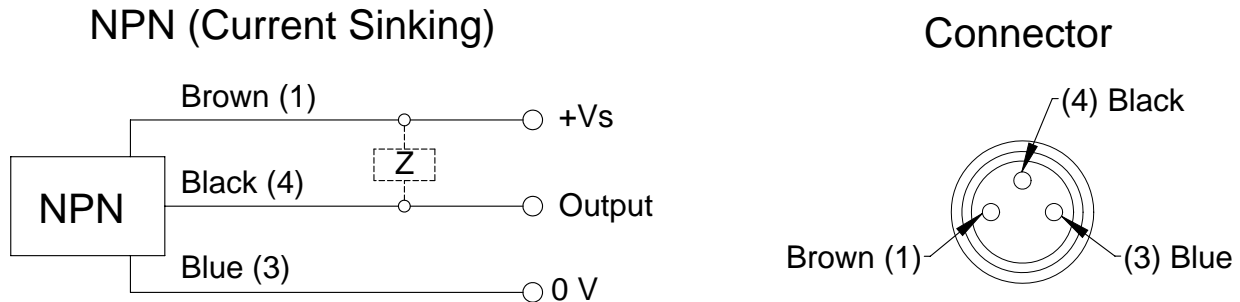 NPN (Current Sinking)
Brown (1)
+Vs
Z
Black (4)
NPN
Output
Blue (3)
0 V
Connector
(4) Black
Brown (1)
(3) Blue